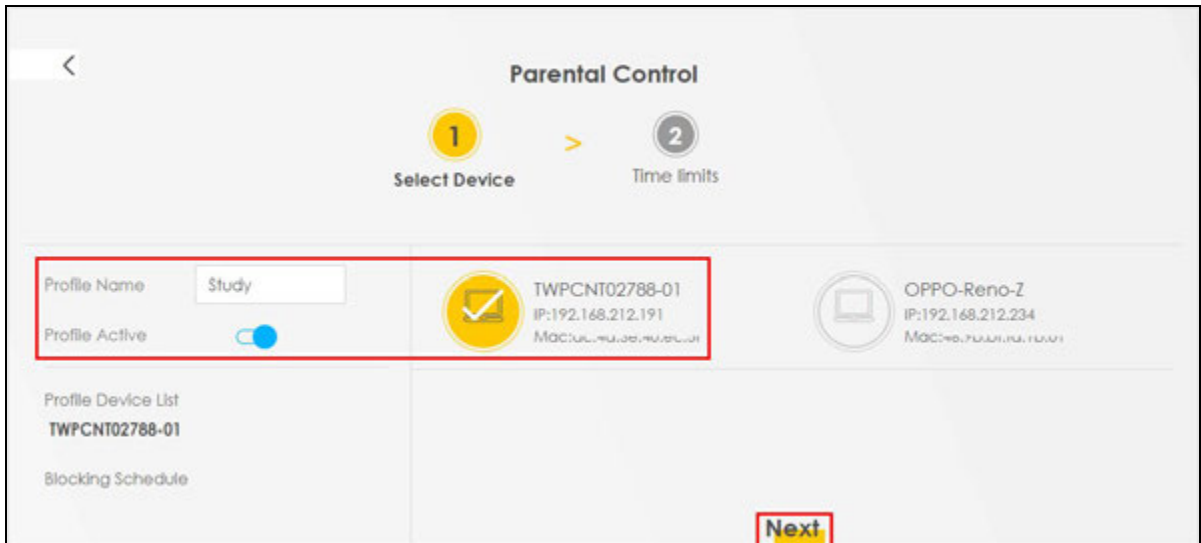 Parental Control
1 > 2
Select Device Time limits
Profile Name Study
Profile Active
TWPCNT02788-01
IP:192.168.212.191
OPPO-Reno-Z
IP:192.168.212.234
Profile Device List
TWPCNT02788-01
Blocking Schedule
Next